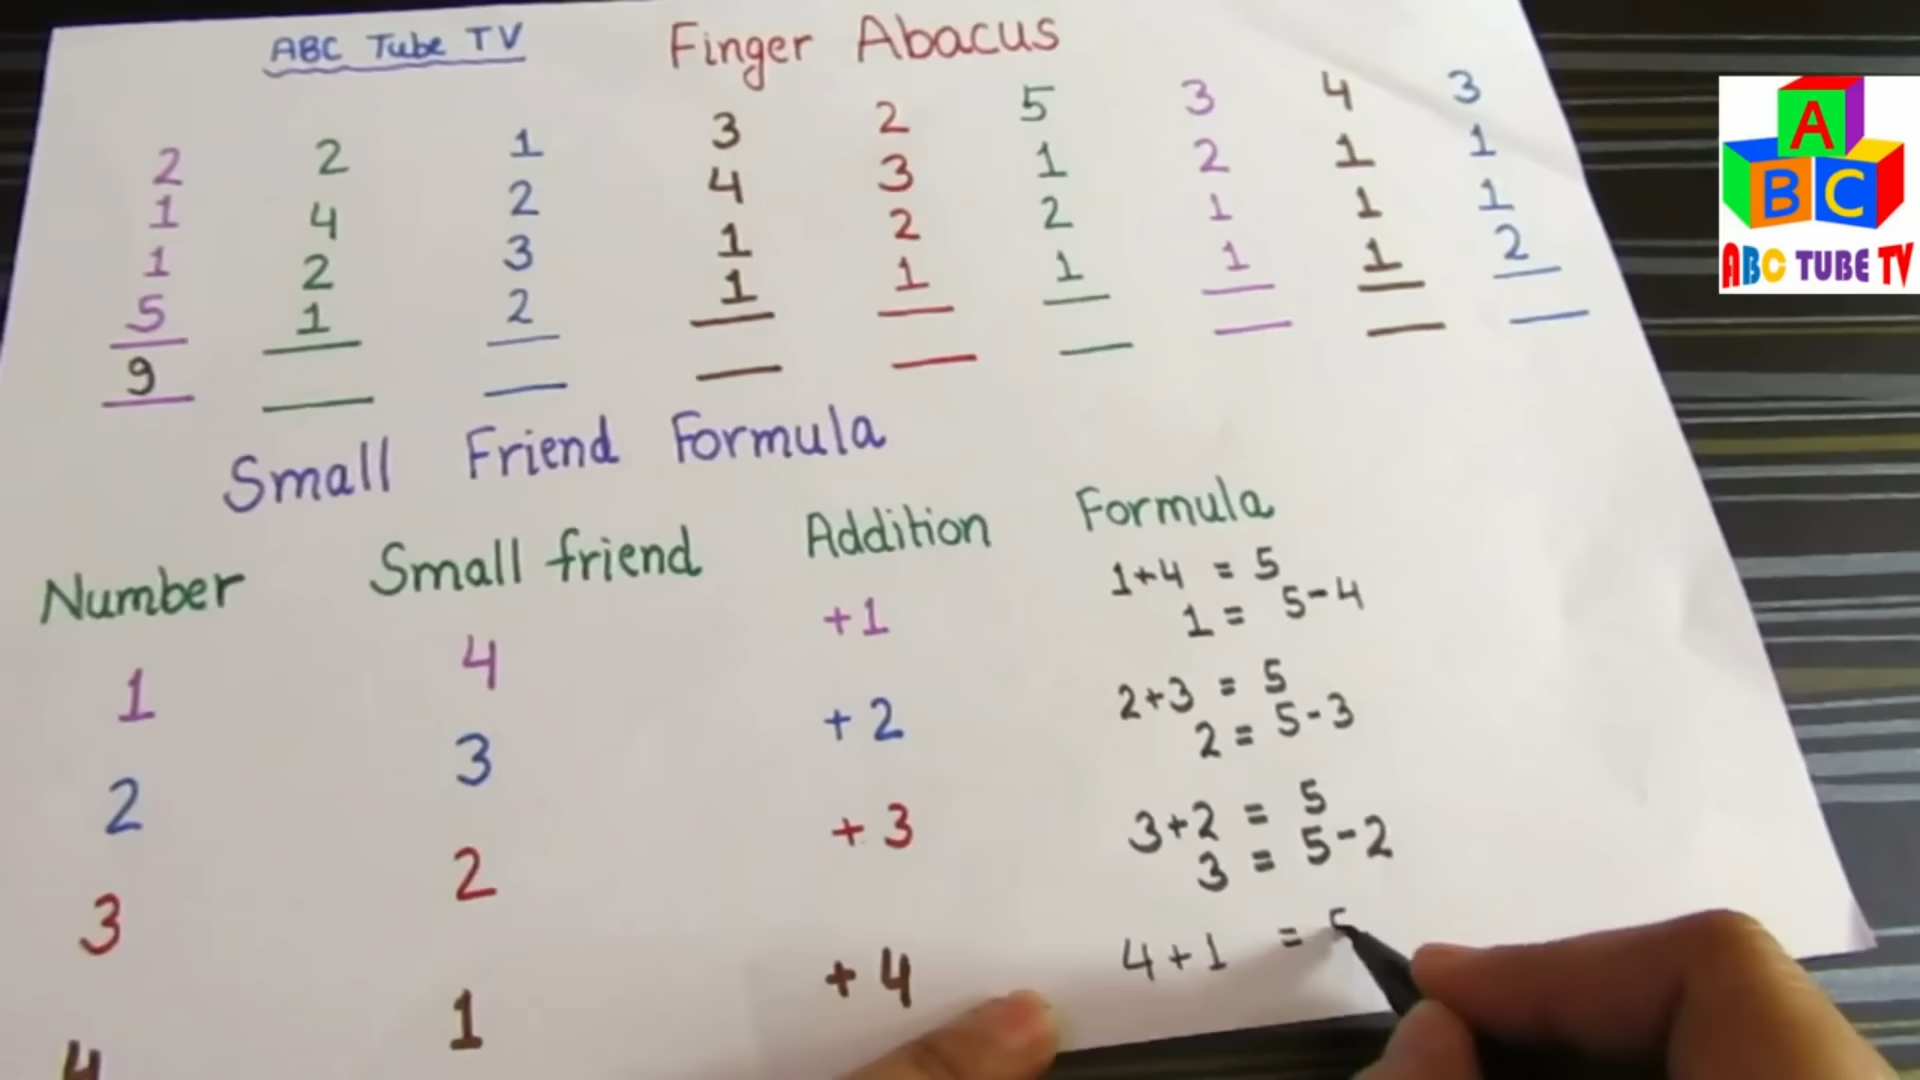 ABC Tube TV Finger Abacus
2 2 1 3 2 5 3 4 3
1 4 2 4 3 1 2 1 1
1 2 3 1 2 2 1 1 1
5 1 2 1 1 1 1 1 2
9
Small Friend Formula
Number Small friend Addition Formula
1 4 +1 1+4 = 5
1 = 5-4
2 3 +2 2+3 = 5
2 = 5-3
3 2 +3 3+2 = 5
3 = 5-2
4 1 +4 4+1 = 5
A
B C
ABC TUBE TV